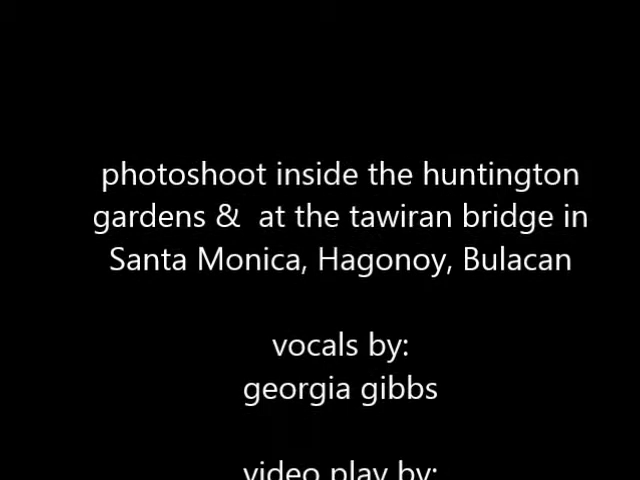 photoshoot inside the huntington
gardens &  at the tawiran bridge in
Santa Monica, Hagonoy, Bulacan
vocals by:
georgia gibbs
video play by: